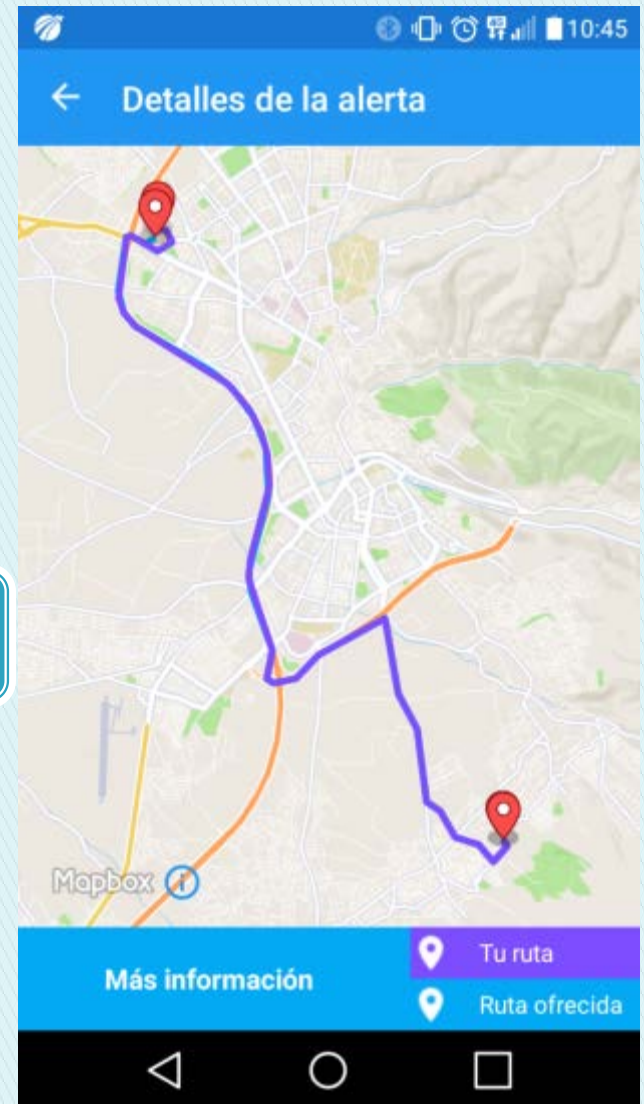 10:45
Detalles de la alerta
Mapbox
Más información
Tu ruta
Ruta ofrecida